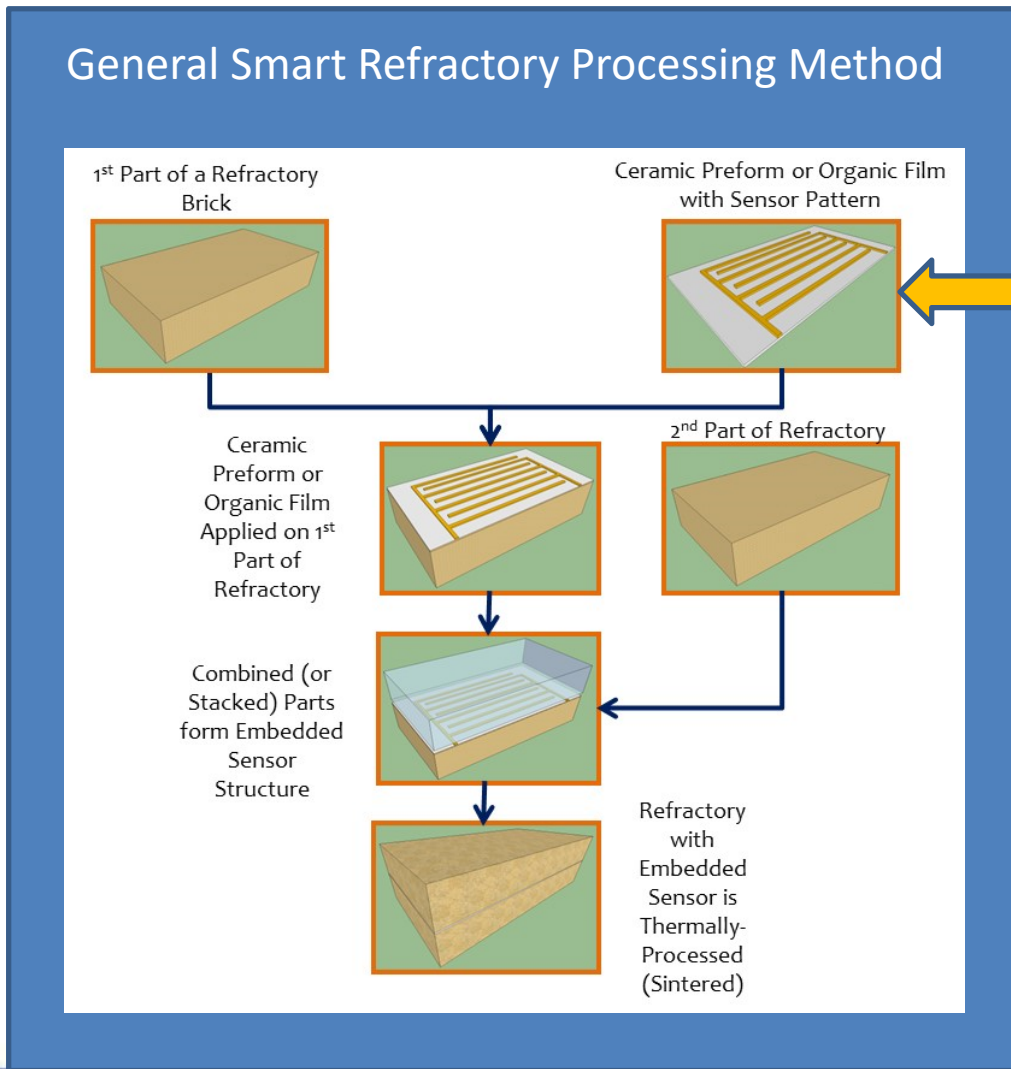 General Smart Refractory Processing Method
1st Part of a Refractory
Brick
Ceramic Preform or Organic Film
with Sensor Pattern
Ceramic
Preform or
Organic Film
Applied on 1st
Part of
Refractory
2nd Part of Refractory
Combined (or
Stacked) Parts
form Embedded
Sensor
Structure
Refractory
with
Embedded
Sensor is
Thermally-
Processed
(Sintered)